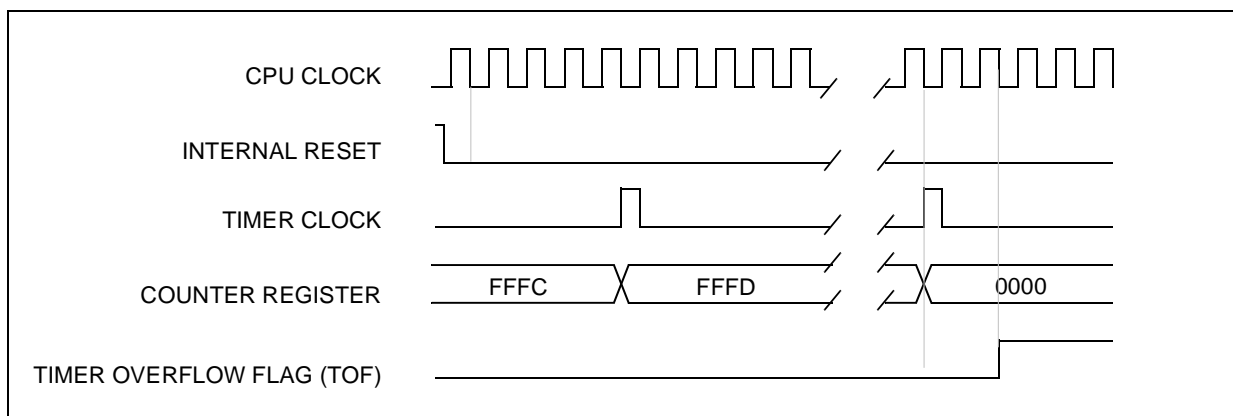 CPU CLOCK
INTERNAL RESET
TIMER CLOCK
COUNTER REGISTER FFFC FFFD 0000
TIMER OVERFLOW FLAG (TOF)